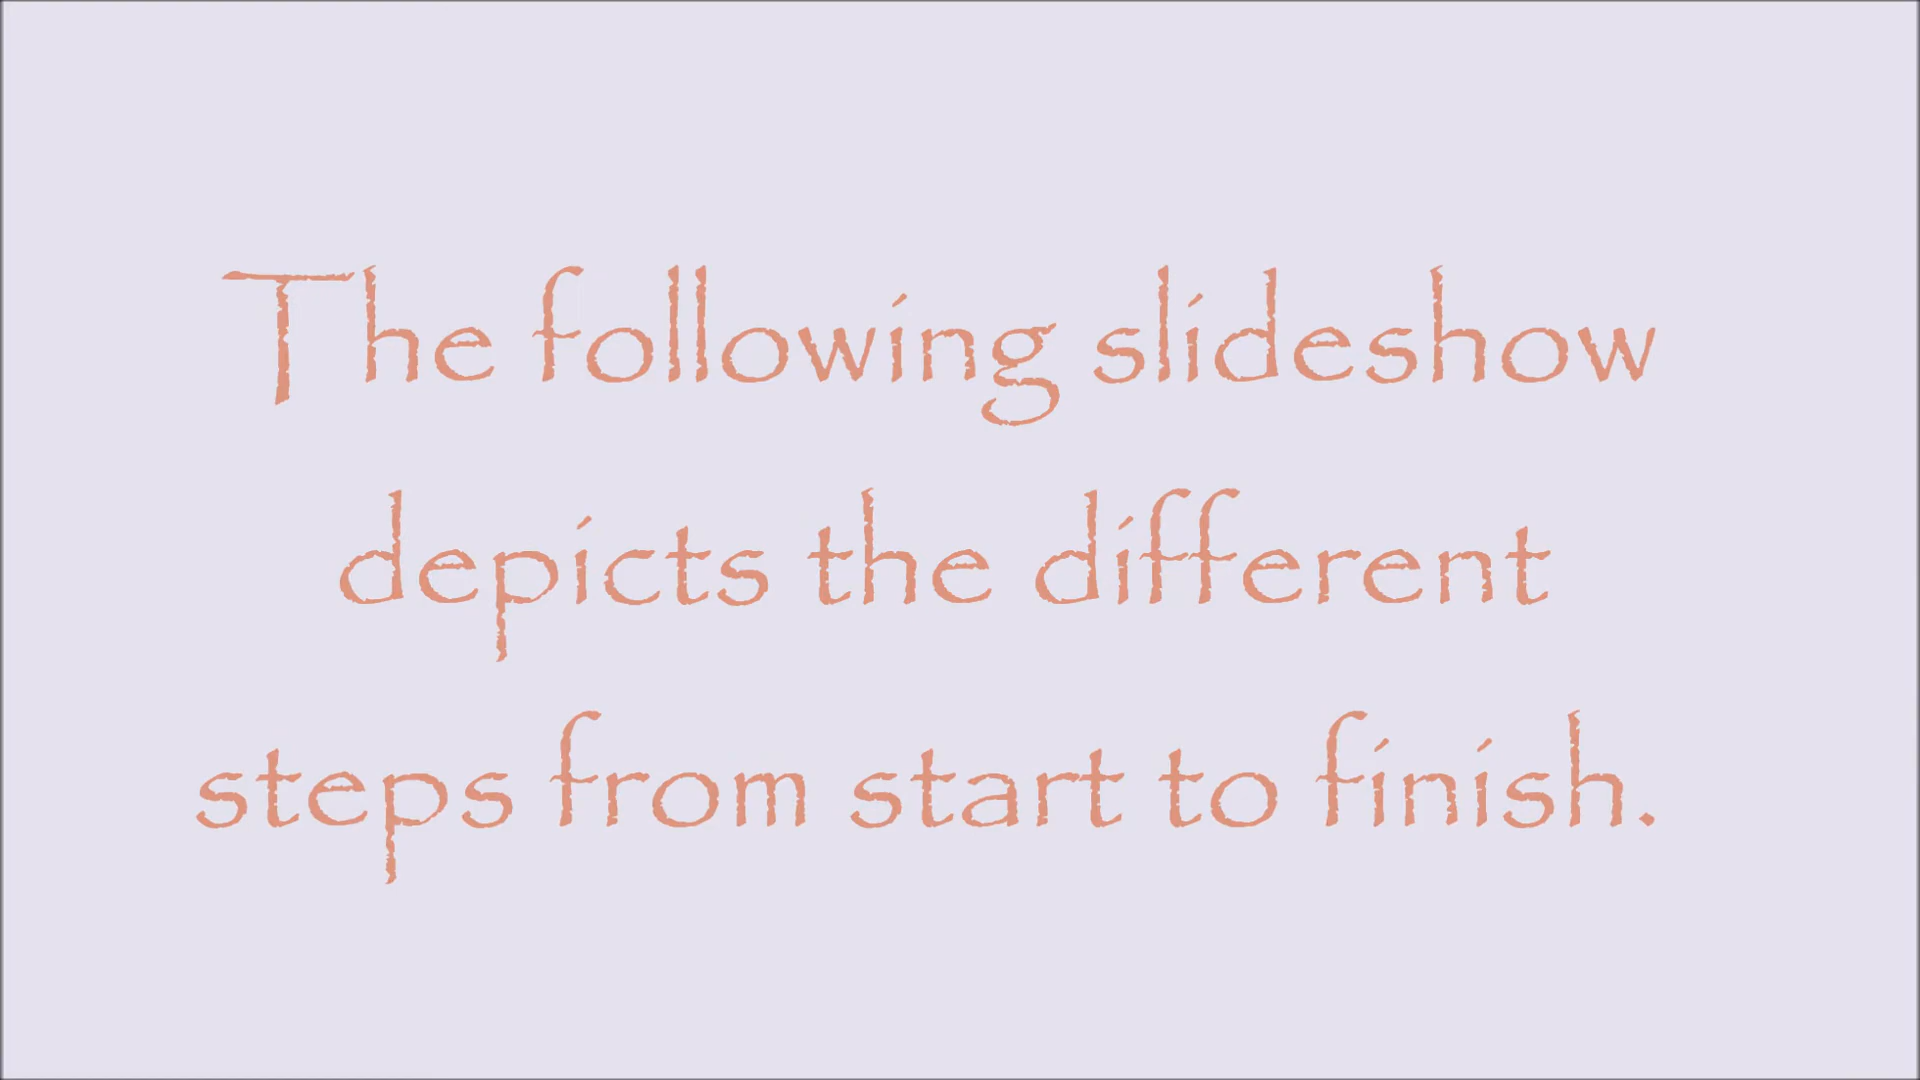 The following slideshow
depicts the different
steps from start to finish.